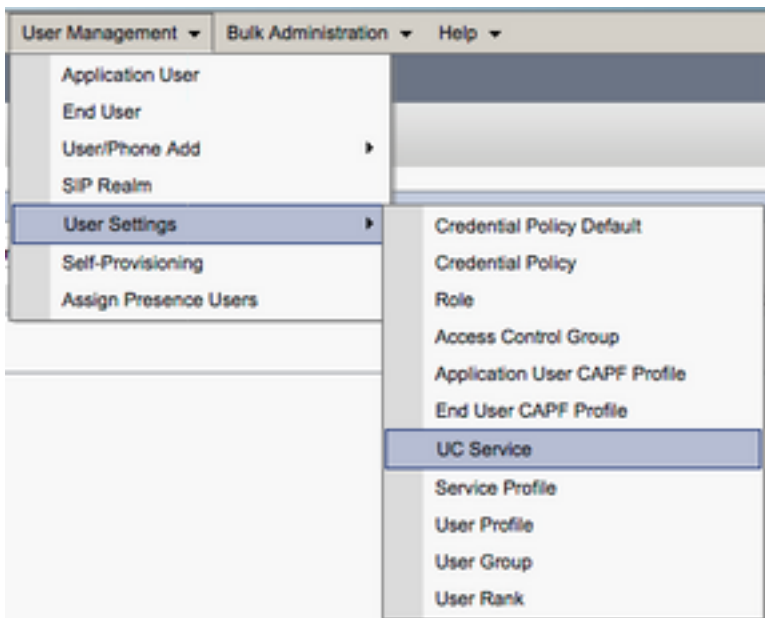 User Management Bulk Administration Help
Application User
End User
User/Phone Add
SIP Realm
User Settings
Self-Provisioning
Assign Presence Users
Credential Policy Default
Credential Policy
Role
Access Control Group
Application User CAPF Profile
End User CAPF Profile
UC Service
Service Profile
User Profile
User Group
User Rank